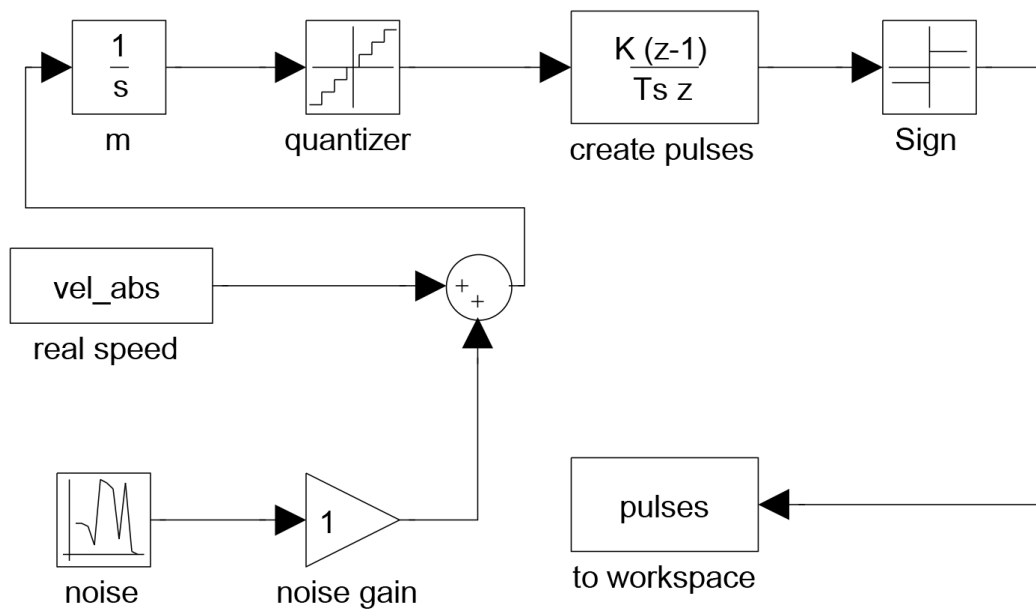 1
s
m
quantizer
K (z-1)
Ts z
create pulses
Sign
vel_abs
real speed
+
+
noise
1
noise gain
pulses
to workspace